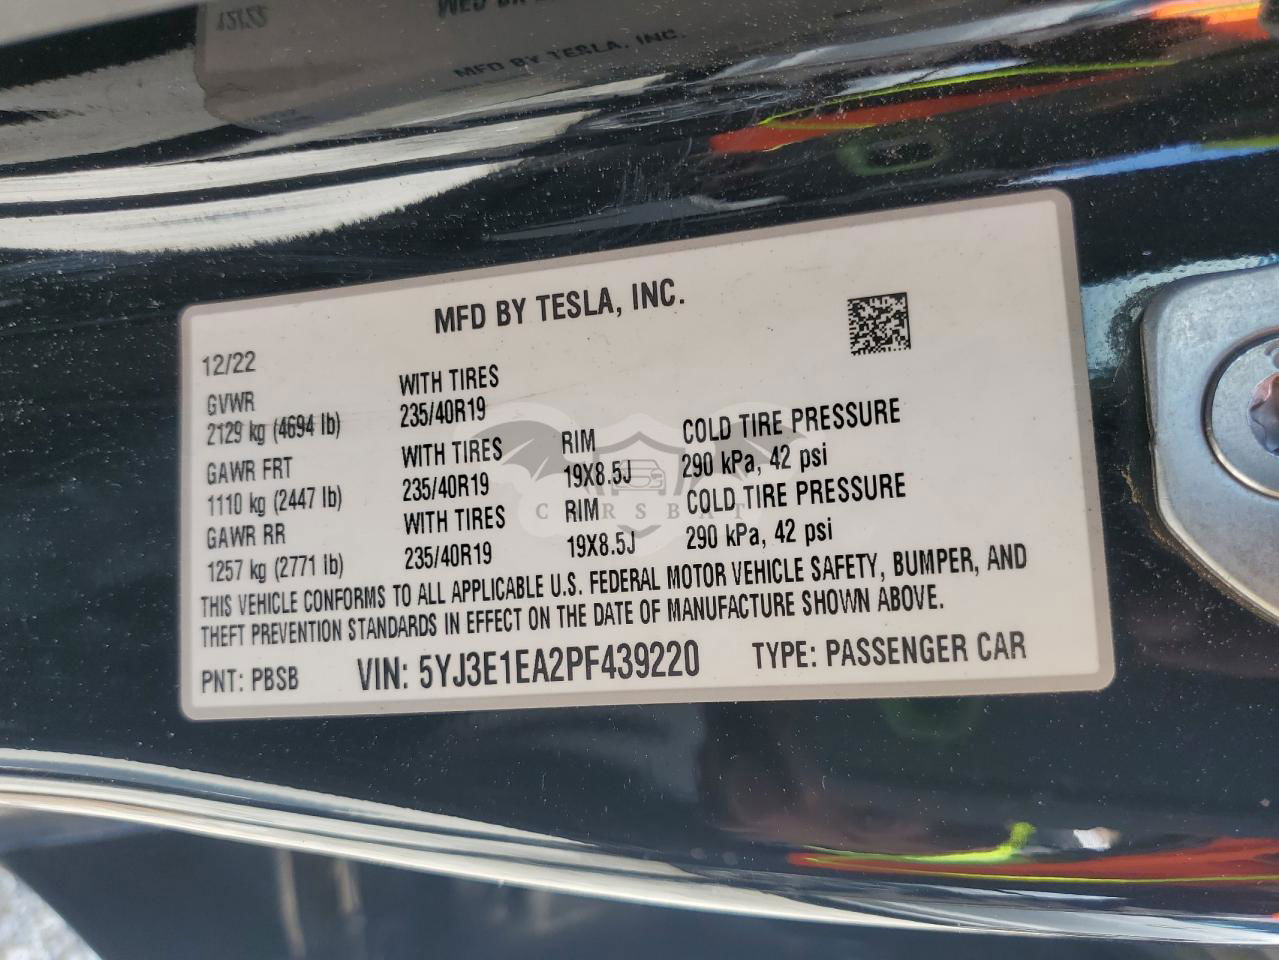 MFD BY TESLA, INC.
12/22
GVWR
2129 kg (4694 lb)
WITH TIRES
235/40R19
GAWR FRT
1110 kg (2447 lb)
WITH TIRES
235/40R19
RIM
19X8.5J
COLD TIRE PRESSURE
290 kPa, 42 psi
GAWR RR
1257 kg (2771 lb)
WITH TIRES
235/40R19
RIM
19X8.5J
COLD TIRE PRESSURE
290 kPa, 42 psi
THIS VEHICLE CONFORMS TO ALL APPLICABLE U.S. FEDERAL MOTOR VEHICLE SAFETY, BUMPER, AND
THEFT PREVENTION STANDARDS IN EFFECT ON THE DATE OF MANUFACTURE SHOWN ABOVE.
PNT: PBSB VIN: 5YJ3E1EA2PF439220 TYPE: PASSENGER CAR
CARSBAT